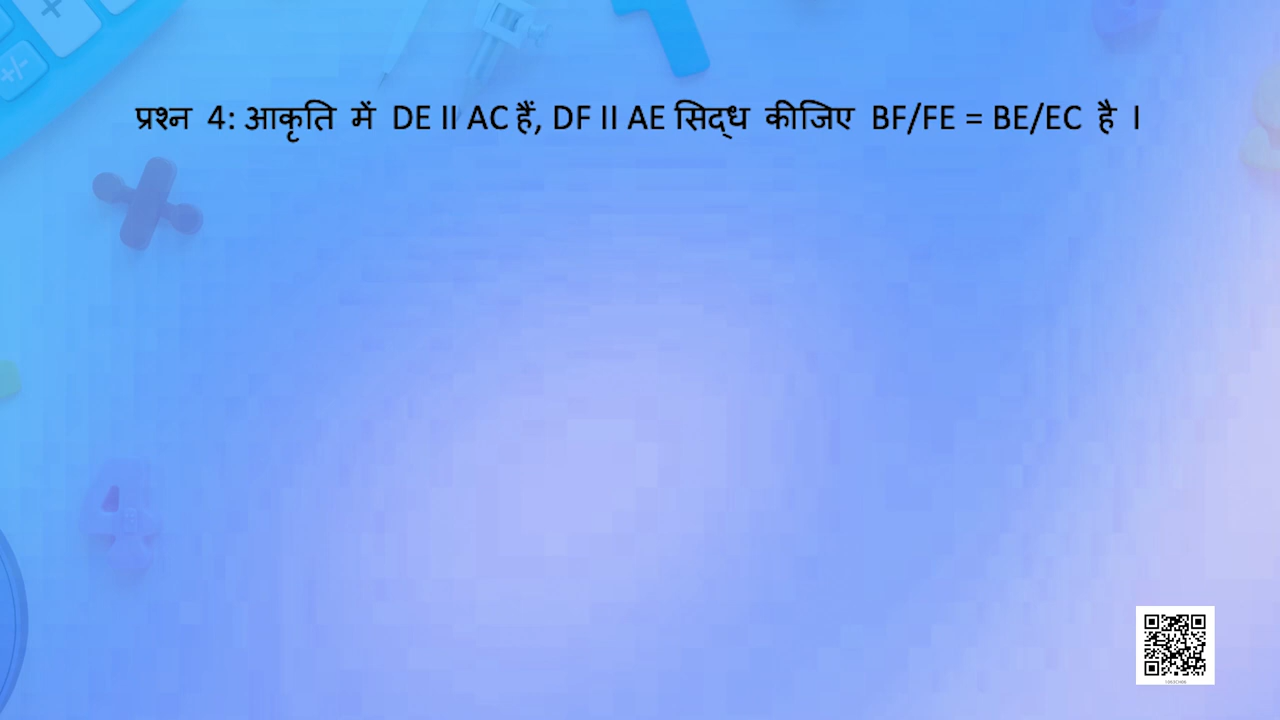 प्रश्न 4: आकृति में DE II AC हैं, DF II AE सिद्ध कीजिए BF/FE = BE/EC है I